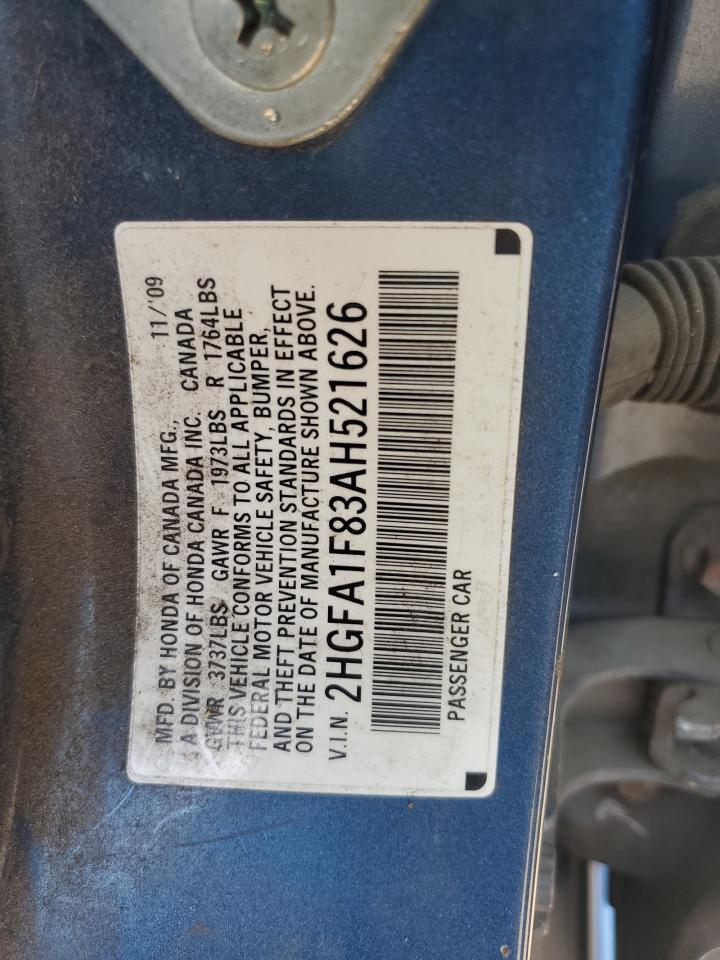 MFD. BY HONDA OF CANADA MFG., 11/'09
A DIVISION OF HONDA CANADA INC. CANADA
GVWR 3737LBS GAWR F 1973LBS R 1764LBS
THIS VEHICLE CONFORMS TO ALL APPLICABLE
FEDERAL MOTOR VEHICLE SAFETY, BUMPER,
AND THEFT PREVENTION STANDARDS IN EFFECT
ON THE DATE OF MANUFACTURE SHOWN ABOVE.
V.I.N. 2HGFA1F83AH521626
PASSENGER CAR